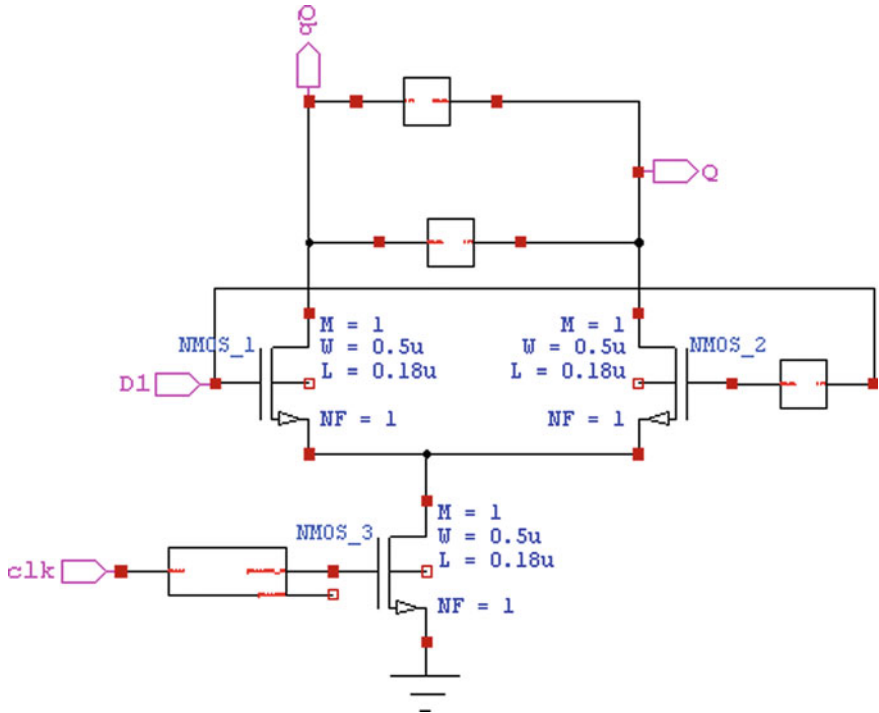 Qb
Q
M = 1
W = 0.5u
L = 0.18u
NF = 1
NMOS_1
D1
M = 1
W = 0.5u
L = 0.18u
NF = 1
NMOS_2
M = 1
W = 0.5u
L = 0.18u
NF = 1
NMOS_3
clk